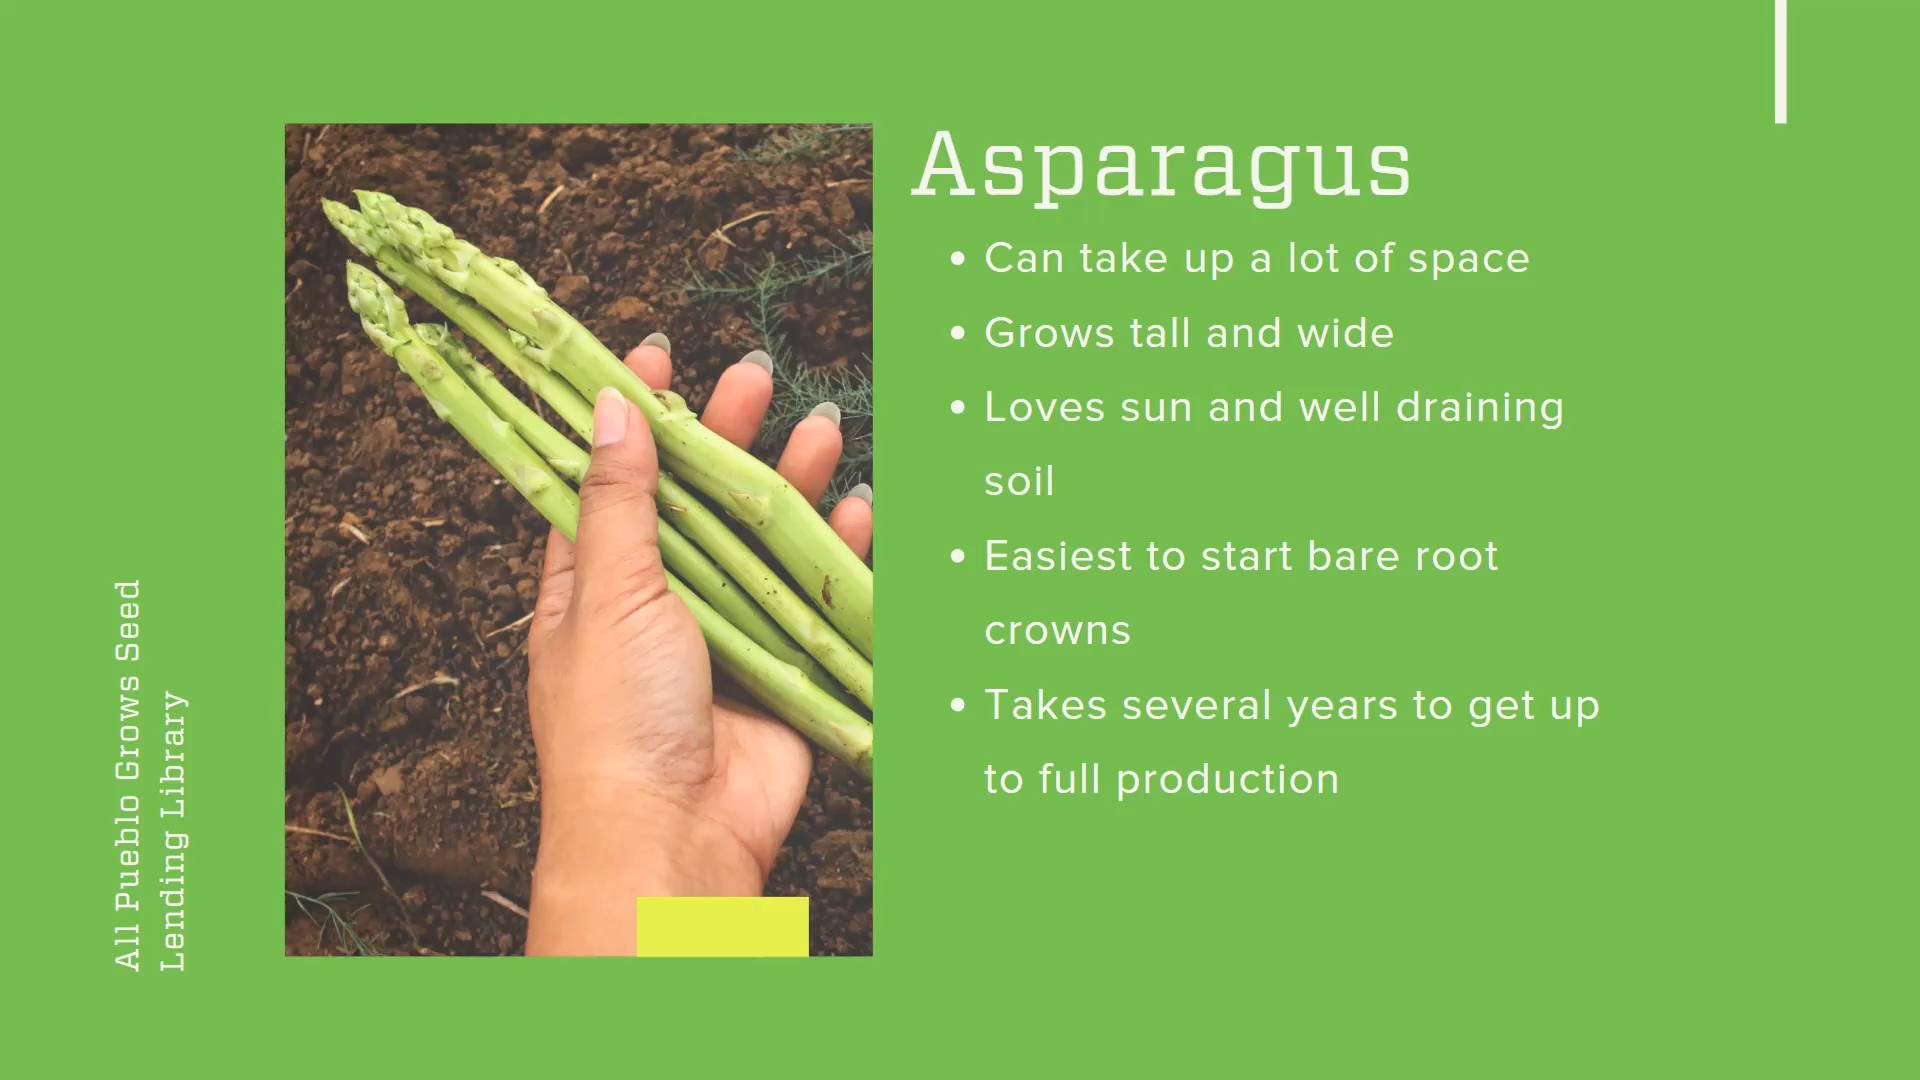 Asparagus
• Can take up a lot of space
• Grows tall and wide
• Loves sun and well draining
soil
• Easiest to start bare root
crowns
• Takes several years to get up
to full production
All Pueblo Grows Seed
Lending Library